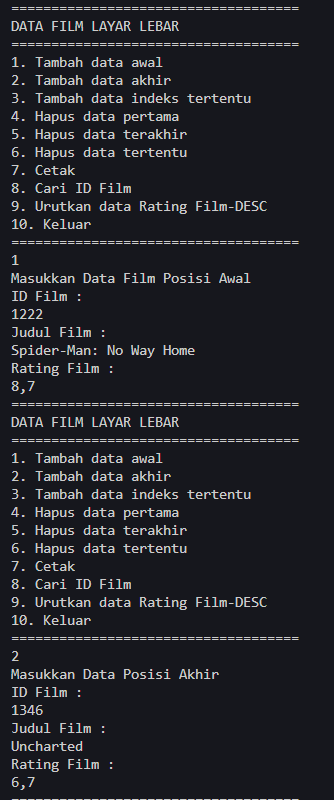 ====================================
DATA FILM LAYAR LEBAR
====================================
1. Tambah data awal
2. Tambah data akhir
3. Tambah data indeks tertentu
4. Hapus data pertama
5. Hapus data terakhir
6. Hapus data tertentu
7. Cetak
8. Cari ID Film
9. Urutkan data Rating Film-DESC
10. Keluar
====================================
1
Masukkan Data Film Posisi Awal
ID Film :
1222
Judul Film :
Spider-Man: No Way Home
Rating Film :
8,7
====================================
DATA FILM LAYAR LEBAR
====================================
1. Tambah data awal
2. Tambah data akhir
3. Tambah data indeks tertentu
4. Hapus data pertama
5. Hapus data terakhir
6. Hapus data tertentu
7. Cetak
8. Cari ID Film
9. Urutkan data Rating Film-DESC
10. Keluar
====================================
2
Masukkan Data Posisi Akhir
ID Film :
1346
Judul Film :
Uncharted
Rating Film :
6,7
====================================